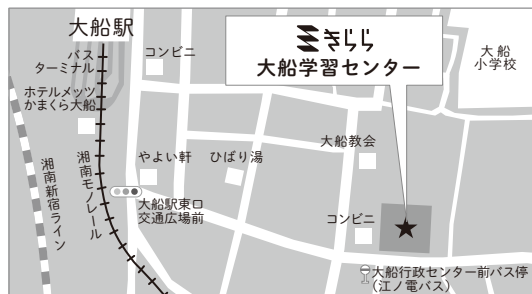 大船駅
バス
ターミナル
ホテルメッツ
かまくら大船
コンビニ
きらら
大船学習センター
大船
小学校
湘南新宿ライン
湘南モノレール
やよい軒
ひばり湯
大船教会
大船駅東口
交通広場前
コンビニ
大船行政センター前バス停
(江ノ電バス)